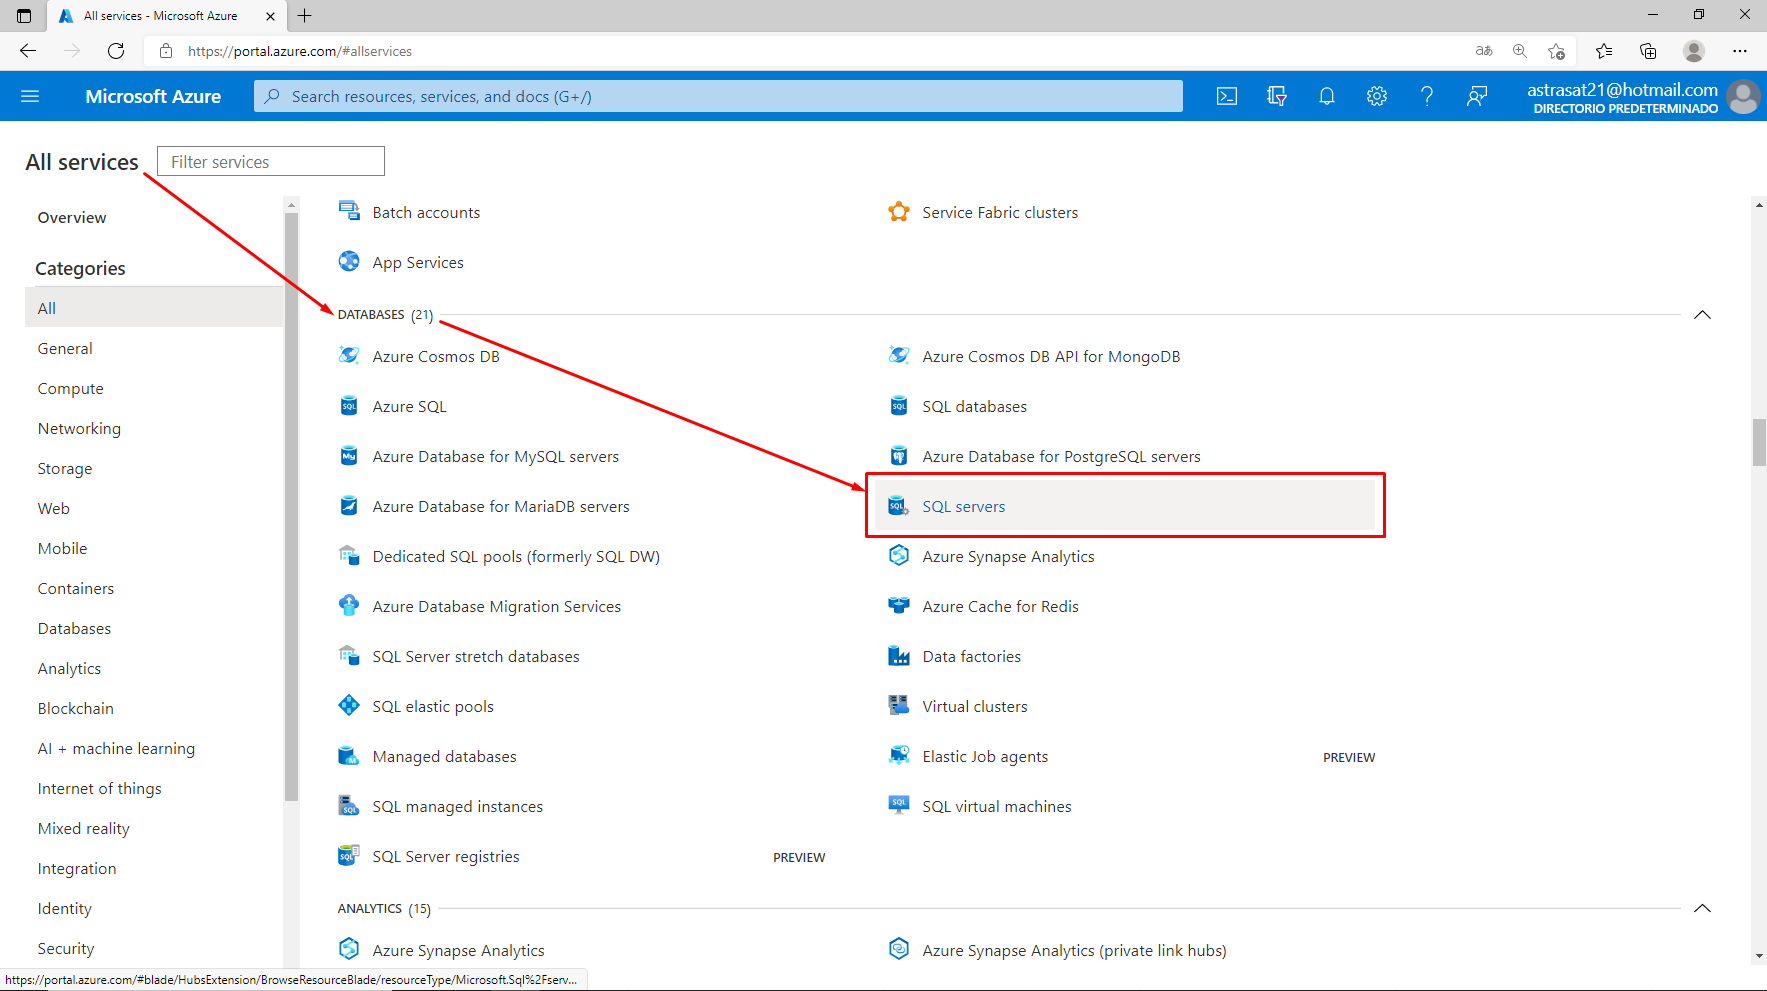 All services - Microsoft Azure
https://portal.azure.com/#allservices
Microsoft Azure
Search resources, services, and docs (G+/)
astrasat21@hotmail.com
DIRECTORIO PREDETERMINADO
All services
Filter services
Overview
Categories
All
General
Compute
Networking
Storage
Web
Mobile
Containers
Databases
Analytics
Blockchain
AI + machine learning
Internet of things
Mixed reality
Integration
Identity
Security
Batch accounts
Service Fabric clusters
App Services
DATABASES (21)
Azure Cosmos DB
Azure Cosmos DB API for MongoDB
Azure SQL
SQL databases
Azure Database for MySQL servers
Azure Database for PostgreSQL servers
Azure Database for MariaDB servers
SQL servers
Dedicated SQL pools (formerly SQL DW)
Azure Synapse Analytics
Azure Database Migration Services
Azure Cache for Redis
SQL Server stretch databases
Data factories
SQL elastic pools
Virtual clusters
Managed databases
Elastic Job agents PREVIEW
SQL managed instances
SQL virtual machines
SQL Server registries PREVIEW
ANALYTICS (15)
Azure Synapse Analytics
Azure Synapse Analytics (private link hubs)
https://portal.azure.com/#blade/HubsExtension/BrowseResourceBlade/resourceType/Microsoft.Sql%2Fserv...